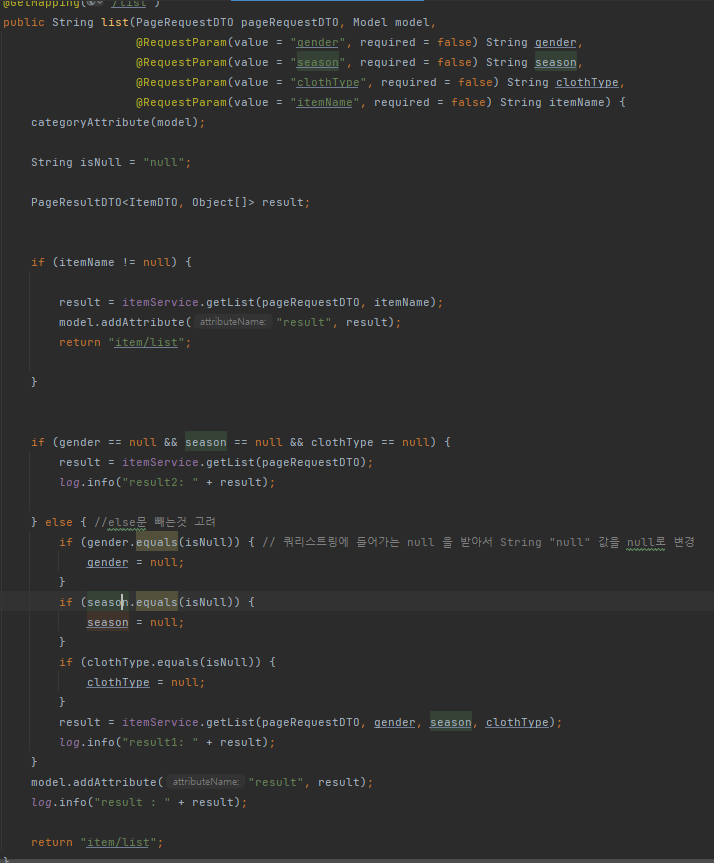 @GetMapping("/list")
public String list(PageRequestDTO pageRequestDTO, Model model,
@RequestParam(value = "gender", required = false) String gender,
@RequestParam(value = "season", required = false) String season,
@RequestParam(value = "clothType", required = false) String clothType,
@RequestParam(value = "itemName", required = false) String itemName) {
categoryAttribute(model);
String isNull = "null";
PageResultDTO<ItemDTO, Object[]> result;
if (itemName != null) {
result = itemService.getList(pageRequestDTO, itemName);
model.addAttribute( attributeName: "result", result);
return "item/list";
}
if (gender == null && season == null && clothType == null) {
result = itemService.getList(pageRequestDTO);
log.info("result2: " + result);
} else { //else문 빼는것 고려
if (gender.equals(isNull)) { // 쿼리스트링에 들어가는 null 을 받아서 String "null" 값을 null로 변경
gender = null;
}
if (season.equals(isNull)) {
season = null;
}
if (clothType.equals(isNull)) {
clothType = null;
}
result = itemService.getList(pageRequestDTO, gender, season, clothType);
log.info("result1: " + result);
}
model.addAttribute( attributeName: "result", result);
log.info("result : " + result);
return "item/list";
}